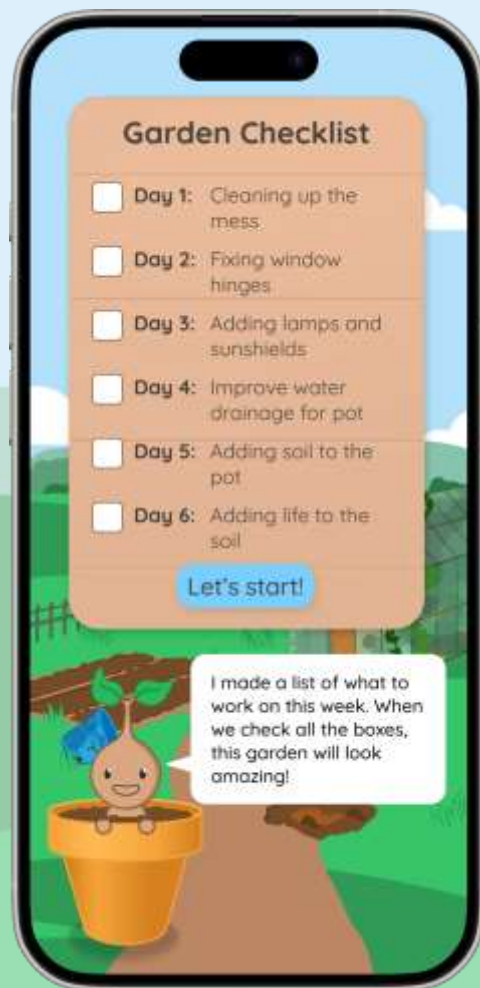 Garden Checklist
Day 1: Cleaning up the
mess
Day 2: Fixing window
hinges
Day 3: Adding lamps and
sunshields
Day 4: Improve water
drainage for pot
Day 5: Adding soil to the
pot
Day 6: Adding life to the
soil
Let's start!
I made a list of what to
work on this week. When
we check all the boxes,
this garden will look
amazing!